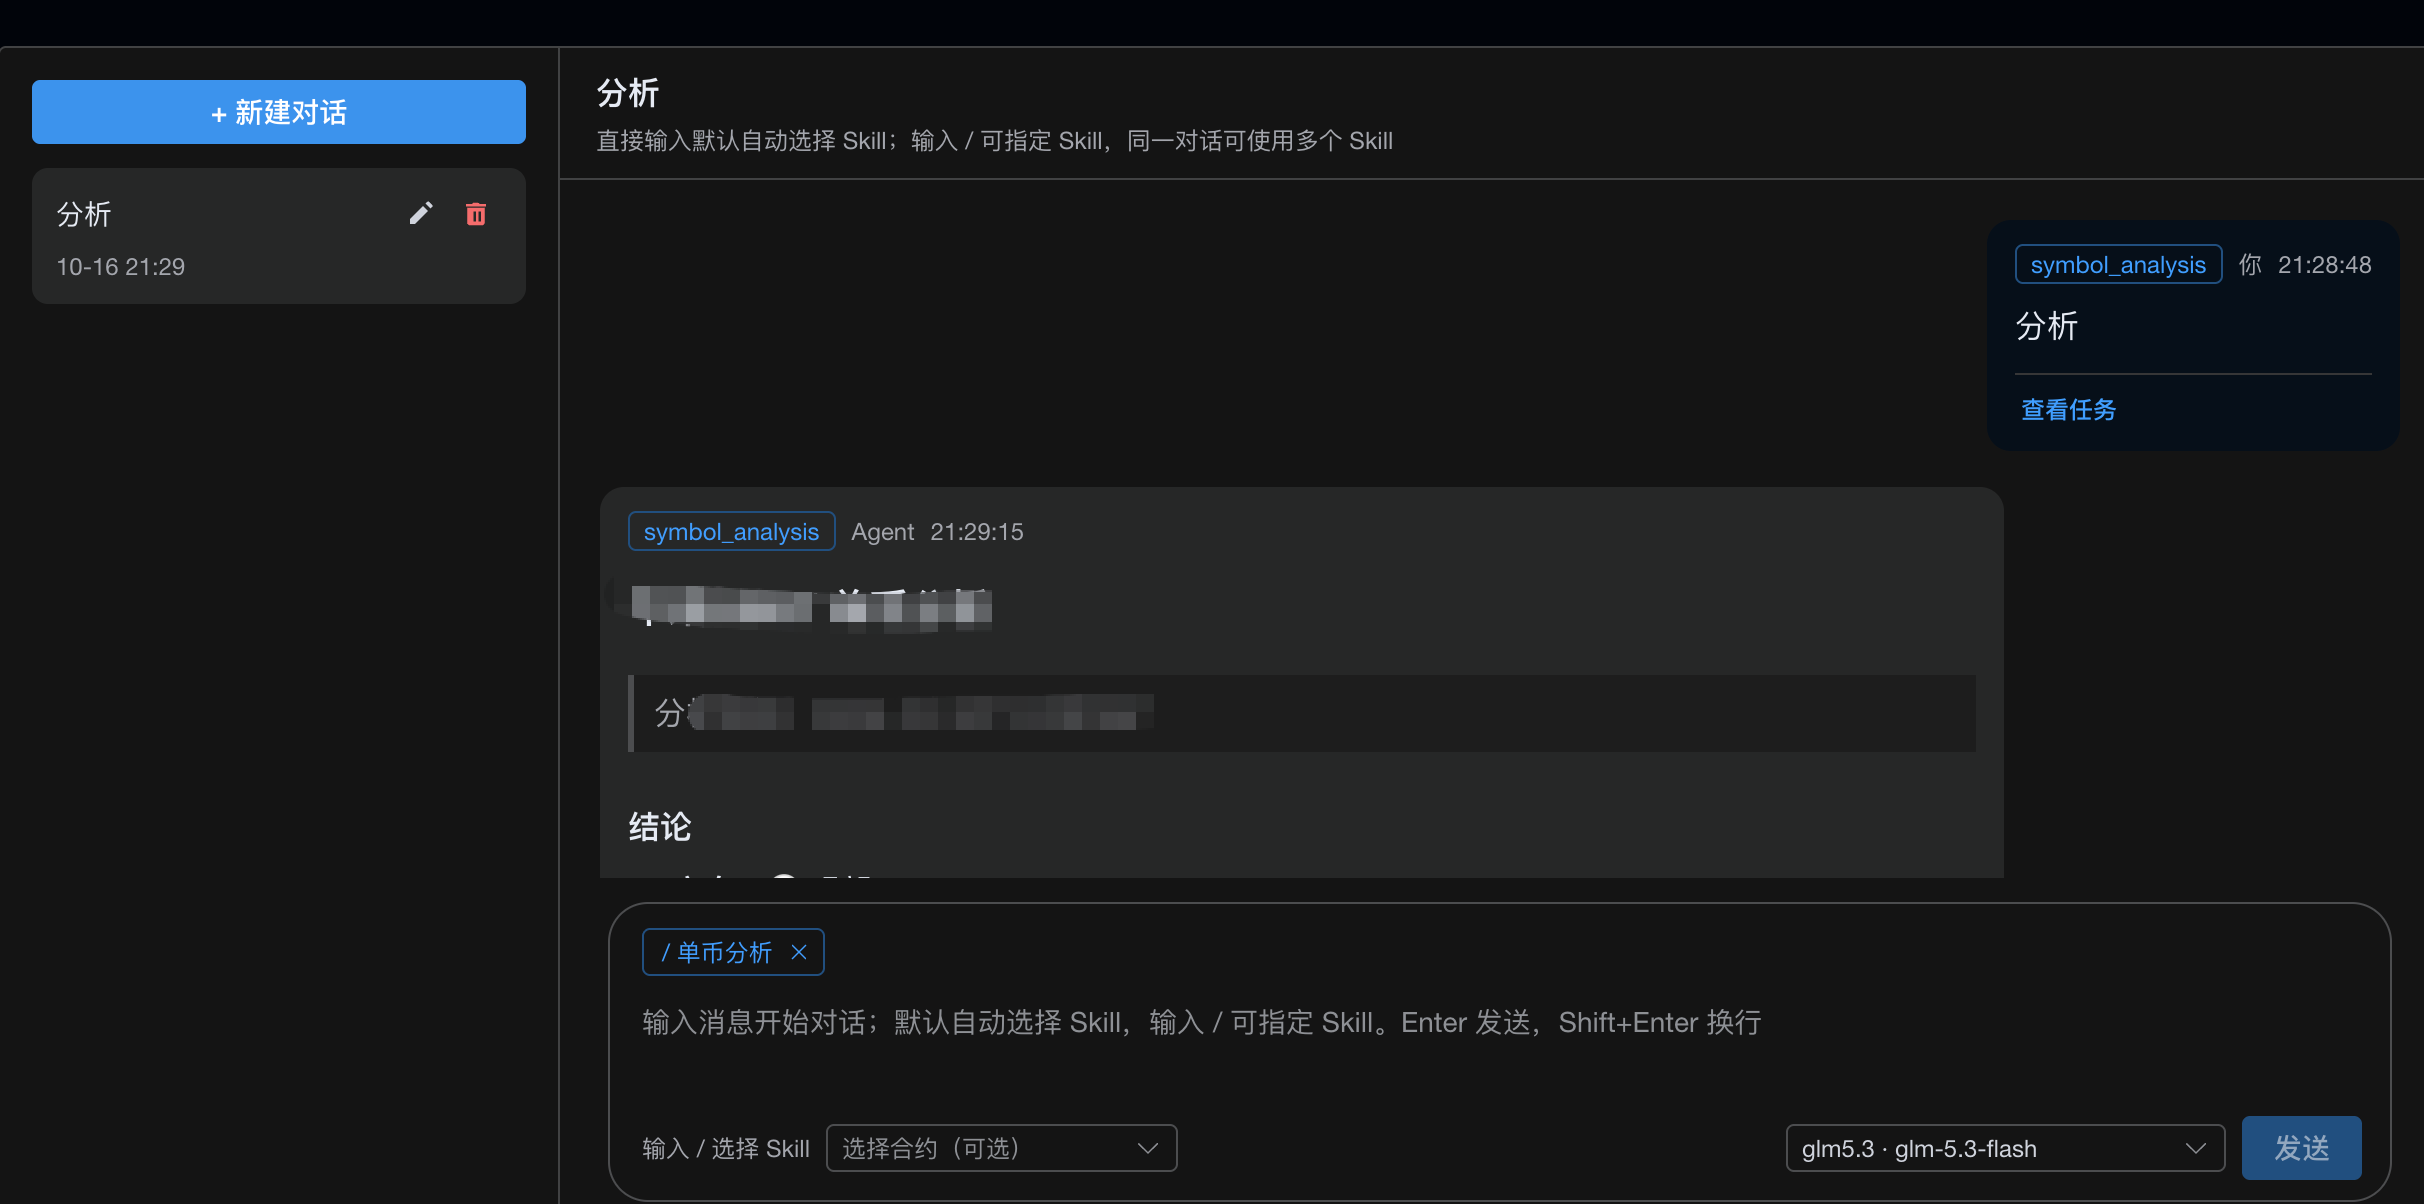 + 新建对话
分析
10-16 21:29
分析
直接输入默认自动选择 Skill；输入 / 可指定 Skill，同一对话可使用多个 Skill
symbol_analysis 你 21:28:48
分析
查看任务
symbol_analysis Agent 21:29:15
分
结论
/ 单币分析
输入消息开始对话；默认自动选择 Skill，输入 / 可指定 Skill。Enter 发送，Shift+Enter 换行
输入 / 选择 Skill 选择合约（可选） glm5.3 · glm-5.3-flash 发送